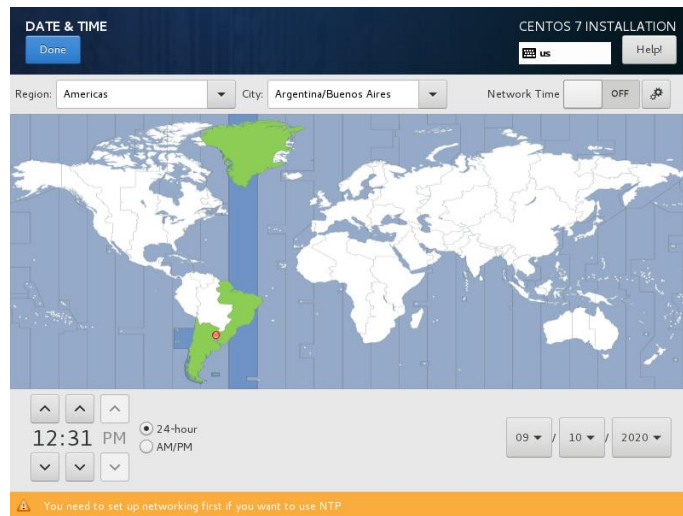 DATE & TIME
CENTOS 7 INSTALLATION
Done
us
Help!
Region: Americas City: Argentina/Buenos Aires Network Time OFF
12:31 PM
24-hour
AM/PM
09 / 10 / 2020
You need to set up networking first if you want to use NTP